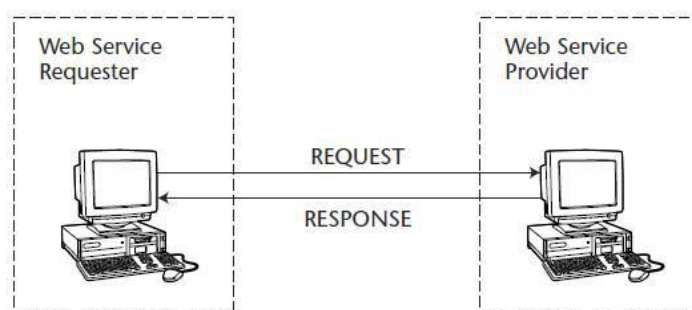 Web Service
Requester
Web Service
Provider
REQUEST
RESPONSE